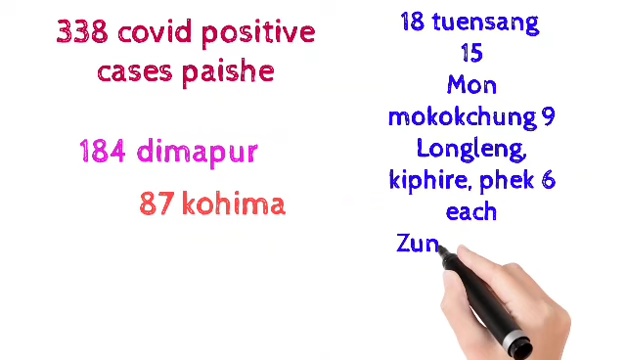 338 covid positive
cases paishe
184 dimapur
87 kohima
18 tuensang
15
Mon
mokokchung 9
Longleng,
kiphire, phek 6
each
Zun